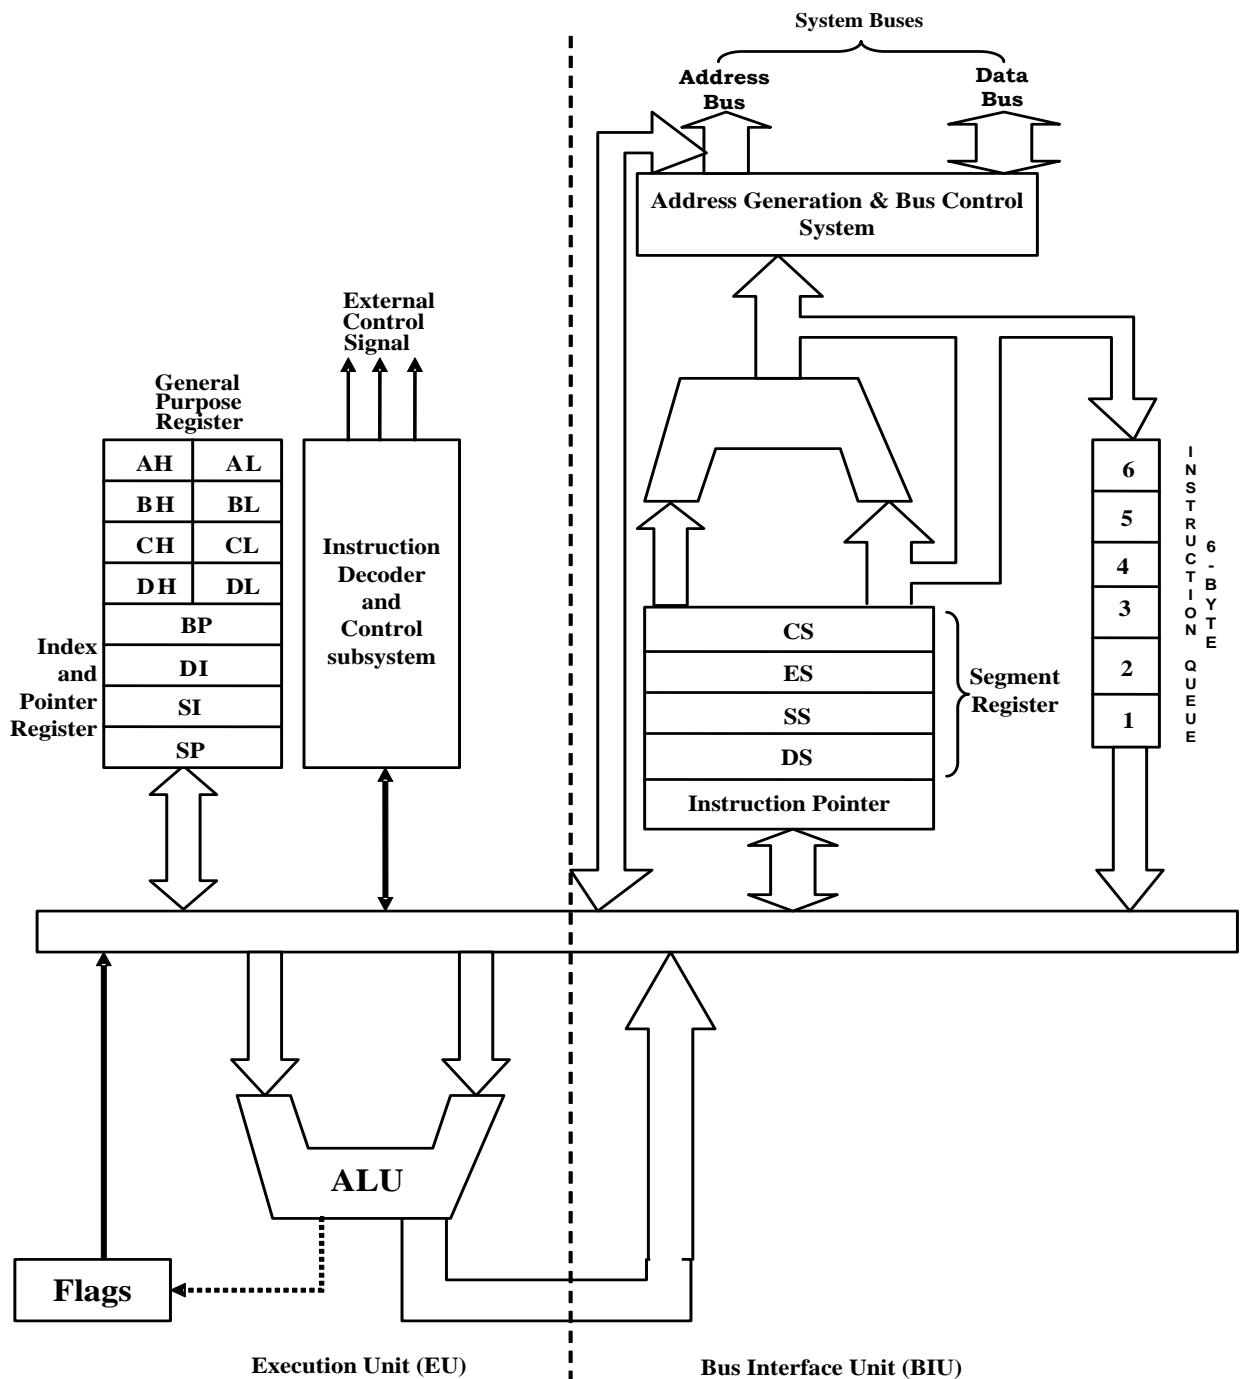 System Buses
Address
Bus
Data
Bus
Address Generation & Bus Control
System
External
Control
Signal
General
Purpose
Register
AH AL
BH BL
CH CL
DH DL
BP
DI
SI
SP
Index
and
Pointer
Register
Instruction
Decoder
and
Control
subsystem
CS
ES
SS
DS
Instruction Pointer
Segment
Register
6
5
4
3
2
1
INSTRUCTION QUEUE
6-BYTE
ALU
Flags
Execution Unit (EU)
Bus Interface Unit (BIU)